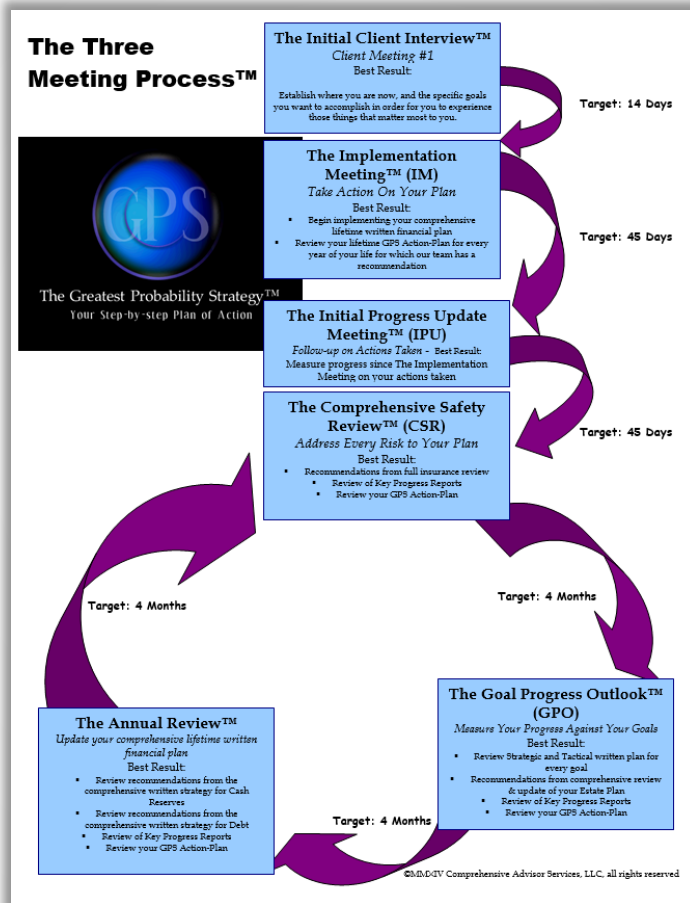 The Three
Meeting Process™
The Initial Client Interview™
Client Meeting #1
Best Result:
Establish where you are now, and the specific goals
you want to accomplish in order for you to experience
those things that matter most to you.
Target: 14 Days
GPS
The Greatest Probability Strategy™
Your Step-by-step Plan of Action
The Implementation
Meeting™ (IM)
Take Action On Your Plan
Best Result:
▪ Begin implementing your comprehensive
lifetime written financial plan
▪ Review your lifetime GPS Action-Plan for every
year of your life for which our team has a
recommendation
Target: 45 Days
The Initial Progress Update
Meeting™ (IPU)
Follow-up on Actions Taken - Best Result:
Measure progress since The Implementation
Meeting on your actions taken
Target: 45 Days
The Comprehensive Safety
Review™ (CSR)
Address Every Risk to Your Plan
Best Result:
▪ Recommendations from full insurance review
▪ Review of Key Progress Reports
▪ Review your GPS Action-Plan
Target: 4 Months
Target: 4 Months
The Goal Progress Outlook™
(GPO)
Measure Your Progress Against Your Goals
Best Result:
▪ Review Strategic and Tactical written plan for
every goal
▪ Recommendations from comprehensive review
& update of your Estate Plan
▪ Review of Key Progress Reports
▪ Review your GPS Action-Plan
The Annual Review™
Update your comprehensive lifetime written
financial plan
Best Result:
▪ Review recommendations from the
comprehensive written strategy for Cash
Reserves
▪ Review recommendations from the
comprehensive written strategy for Debt
▪ Review of Key Progress Reports
▪ Review your GPS Action-Plan
Target: 4 Months
©MMXIV Comprehensive Advisor Services, LLC, all rights reserved